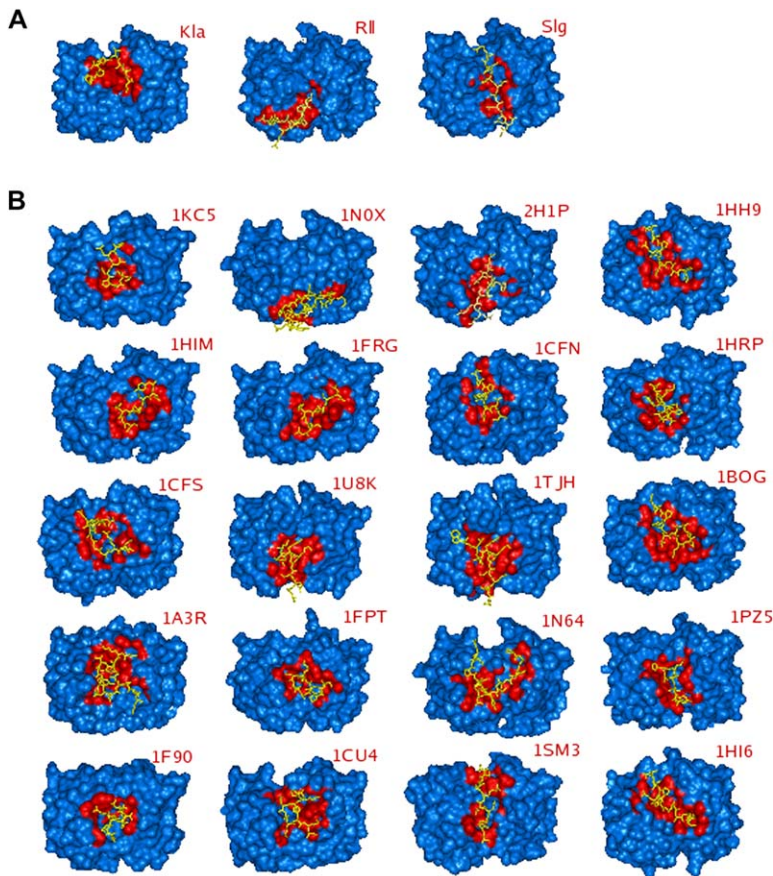 A
Kla RII Slg
B
1KC5 1N0X 2H1P 1HH9
1HIM 1FRG 1CFN 1HRP
1CFS 1U8K 1TJH 1BOG
1A3R 1FPT 1N64 1PZ5
1F90 1CU4 1SM3 1HI6